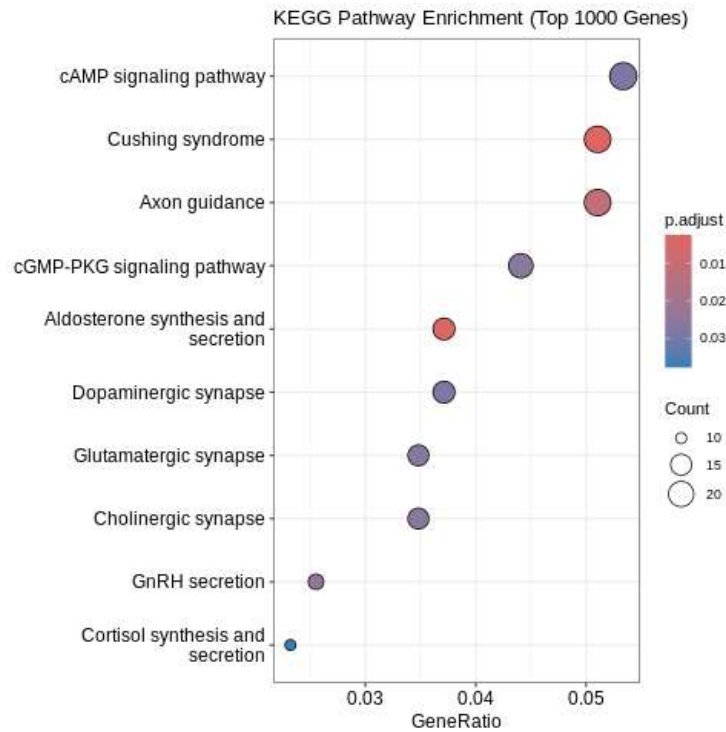 KEGG Pathway Enrichment (Top 1000 Genes)
cAMP signaling pathway
Cushing syndrome
Axon guidance
cGMP-PKG signaling pathway
Aldosterone synthesis and
secretion
Dopaminergic synapse
Glutamatergic synapse
Cholinergic synapse
GnRH secretion
Cortisol synthesis and
secretion
0.03 0.04 0.05
GeneRatio
p.adjust
0.01
0.02
0.03
Count
10
15
20